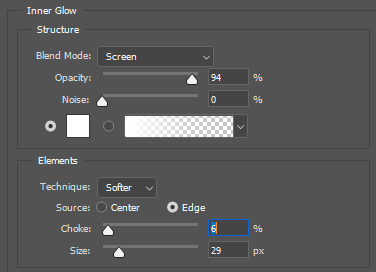 Inner Glow
Structure
Blend Mode: Screen
Opacity: 94 %
Noise: 0 %
Elements
Technique: Softer
Source: Center Edge
Choke: 6 %
Size: 29 px